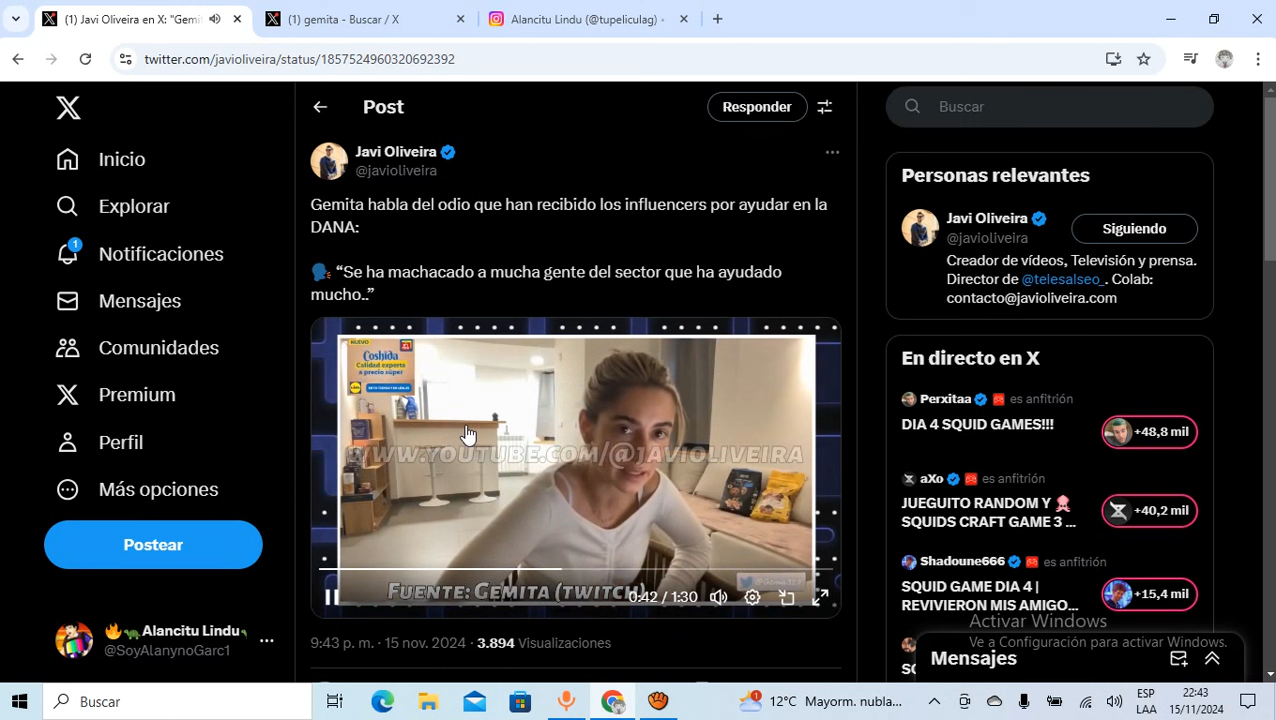 (1) Javi Oliveira en X: "Gemi
(1) gemita - Buscar / X
Alancitu Lindu (@tupeliculag) •
twitter.com/javioliveira/status/1857524960320692392
Post
Responder
Buscar
Inicio
Explorar
1
Notificaciones
Mensajes
Comunidades
Premium
Perfil
Más opciones
Postear
🔥🐢Alancitu Lindu
@SoyAlanynoGarc1
Javi Oliveira
@javioliveira
Gemita habla del odio que han recibido los influencers por ayudar en la
DANA:
🗣️ “Se ha machacado a mucha gente del sector que ha ayudado
mucho..”
NUEVO
Coshida
Calidad experta
a precio súper
WWW.YOUTUBE.COM/@JAVIOLIVEIRA
FUENTE: GEMITA (TWITCH)
0:42 / 1:30
9:43 p. m. · 15 nov. 2024 · 3.894 Visualizaciones
Personas relevantes
Javi Oliveira
@javioliveira
Siguiendo
Creador de vídeos, Televisión y prensa.
Director de @telesalseo_. Colab:
contacto@javioliveira.com
En directo en X
Perxitaa es anfitrión
DIA 4 SQUID GAMES!!!
+48,8 mil
aXo es anfitrión
JUEGUITO RANDOM Y
SQUIDS CRAFT GAME 3 ...
+40,2 mil
Shadoune666 es anfitrión
SQUID GAME DIA 4 |
REVIVIERON MIS AMIGO...
+15,4 mil
Activar Windows
Ve a Configuración para activar Windows.
Mensajes
Buscar
12°C Mayorm. nubla...
ESP
LAA
22:43
15/11/2024